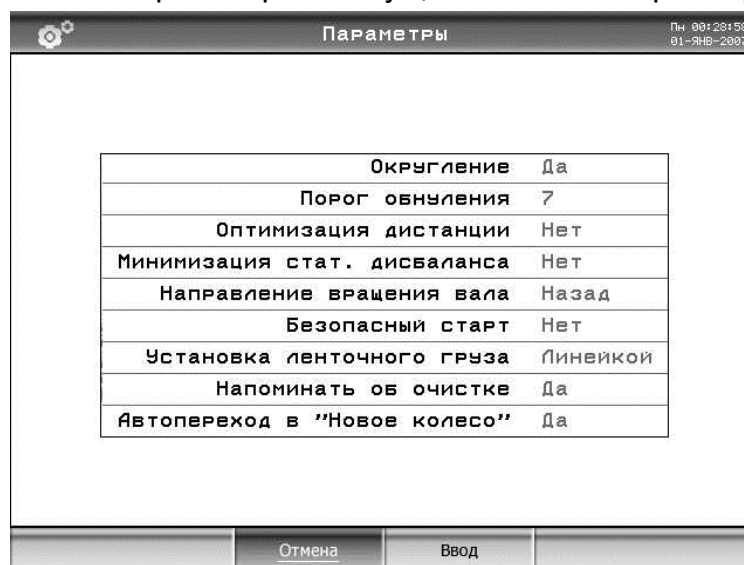 Параметры
Пн 00:28:58
01-ЯНВ-2007
Округление Да
Порог обнуления 7
Оптимизация дистанции Нет
Минимизация стат. дисбаланса Нет
Направление вращения вала Назад
Безопасный старт Нет
Установка ленточного груза Линейкой
Напоминать об очистке Да
Автопереход в "Новое колесо" Да
Отмена Ввод